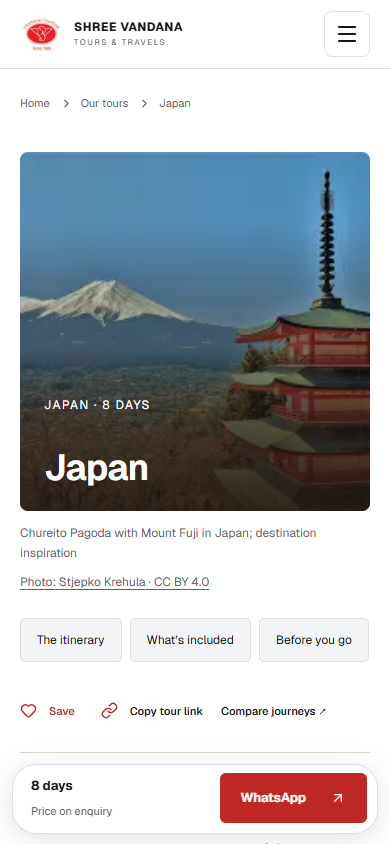 SHREE VANDANA
TOURS & TRAVELS
Since 1986
Home > Our tours > Japan
JAPAN · 8 DAYS
Japan
Chureito Pagoda with Mount Fuji in Japan; destination
inspiration
Photo: Stjepko Krehula · CC BY 4.0
The itinerary
What's included
Before you go
Save
Copy tour link
Compare journeys ↗
8 days
Price on enquiry
WhatsApp ↗